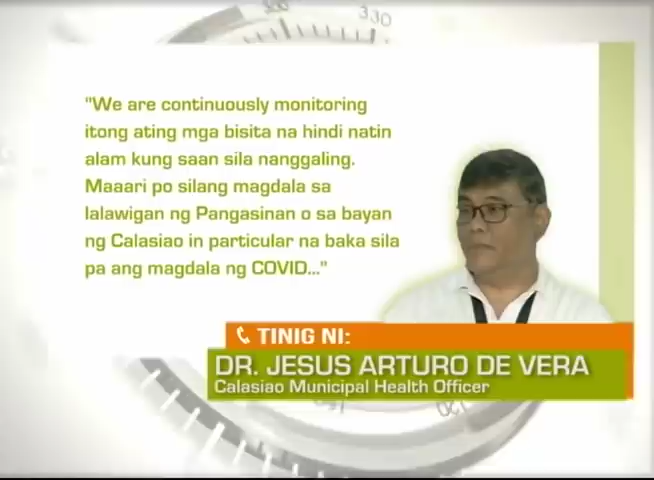 330
"We are continuously monitoring
itong ating mga bisita na hindi natin
alam kung saan sila nanggaling.
Maaari po silang magdala sa
lalawigan ng Pangasinan o sa bayan
ng Calasiao in particular na baka sila
pa ang magdala ng COVID..."
TINIG NI:
DR. JESUS ARTURO DE VERA
Calasiao Municipal Health Officer